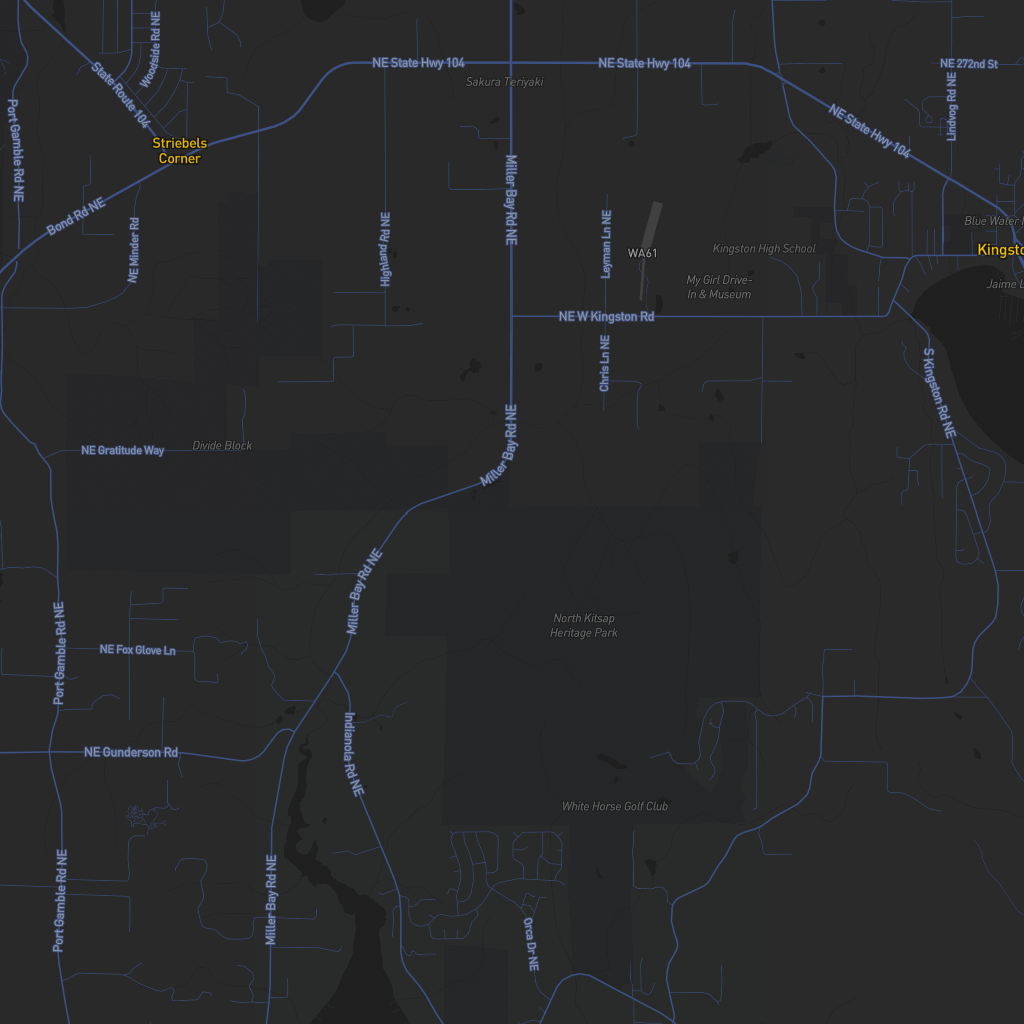 Woodside Rd NE
State Route 104
NE State Hwy 104
NE State Hwy 104
NE 272nd St
Sakura Teriyaki
Lindvog Rd NE
Port Gamble Rd NE
NE State Hwy 104
Striebels
Corner
Miller Bay Rd NE
Bond Rd NE
NE Minder Rd
Highland Rd NE
Leyman Ln NE
WA61
Kingston High School
Blue Water
Kingsto
My Girl Drive-
In & Museum
Jaime L
NE W Kingston Rd
Chris Ln NE
S Kingston Rd NE
Miller Bay Rd NE
NE Gratitude Way
Divide Block
Miller Bay Rd NE
North Kitsap
Heritage Park
Port Gamble Rd NE
NE Fox Glove Ln
Indianola Rd NE
NE Gunderson Rd
White Horse Golf Club
Port Gamble Rd NE
Miller Bay Rd NE
Orca Dr NE